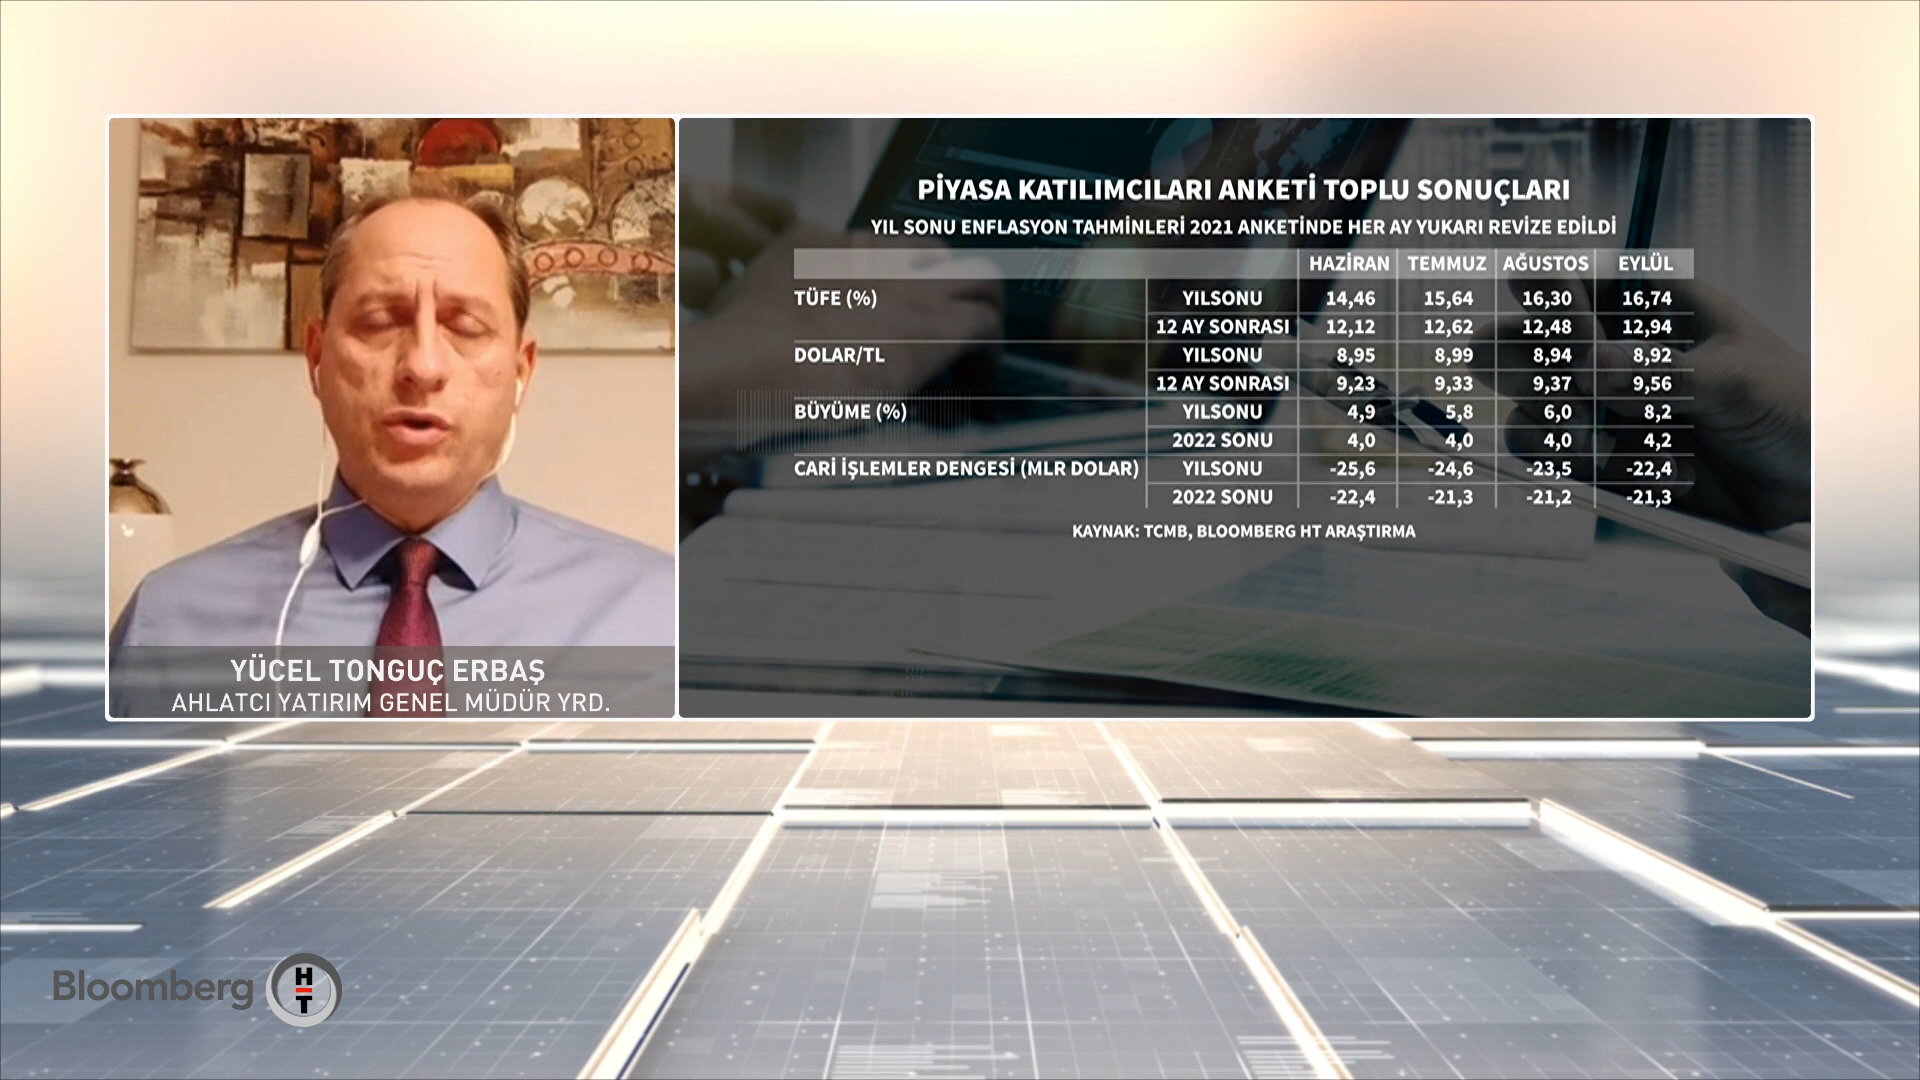 PİYASA KATILIMCILARI ANKETİ TOPLU SONUÇLARI
YIL SONU ENFLASYON TAHMİNLERİ 2021 ANKETİNDE HER AY YUKARI REVİZE EDİLDİ
HAZİRAN TEMMUZ AĞUSTOS EYLÜL
TÜFE (%) YILSONU 14,46 15,64 16,30 16,74
12 AY SONRASI 12,12 12,62 12,48 12,94
DOLAR/TL YILSONU 8,95 8,99 8,94 8,92
12 AY SONRASI 9,23 9,33 9,37 9,56
BÜYÜME (%) YILSONU 4,9 5,8 6,0 8,2
2022 SONU 4,0 4,0 4,0 4,2
CARİ İŞLEMLER DENGESİ (MLR DOLAR) YILSONU -25,6 -24,6 -23,5 -22,4
2022 SONU -22,4 -21,3 -21,2 -21,3
KAYNAK: TCMB, BLOOMBERG HT ARAŞTIRMA
YÜCEL TONGUÇ ERBAŞ
AHLATCI YATIRIM GENEL MÜDÜR YRD.
Bloomberg HT